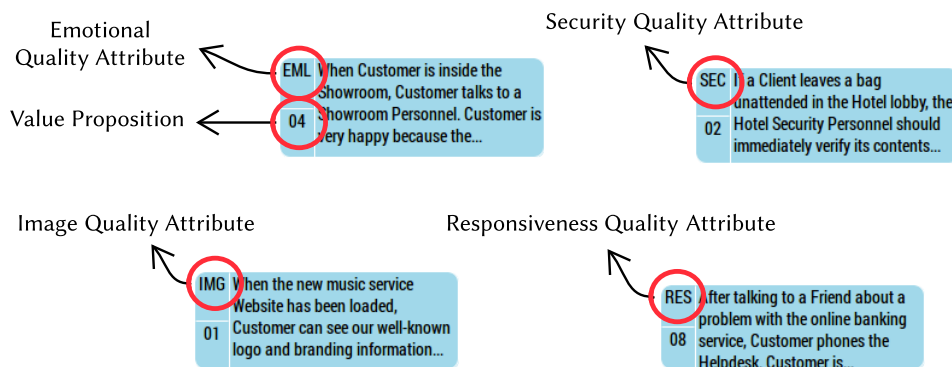 Emotional
Quality Attribute
Value Proposition
EML
04
When Customer is inside the
Showroom, Customer talks to a
Showroom Personnel. Customer is
very happy because the...
Security Quality Attribute
SEC
02
If a Client leaves a bag
unattended in the Hotel lobby, the
Hotel Security Personnel should
immediately verify its contents...
Image Quality Attribute
IMG
01
When the new music service
Website has been loaded,
Customer can see our well-known
logo and branding information...
Responsiveness Quality Attribute
RES
08
After talking to a Friend about a
problem with the online banking
service, Customer phones the
Helpdesk. Customer is...